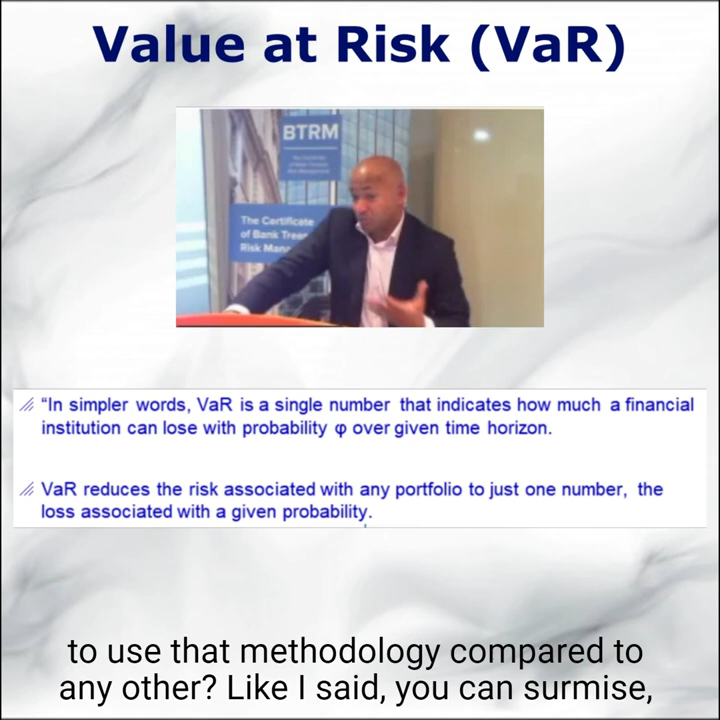 Value at Risk (VaR)
BTRM
The Certificate
of Bank Treas
Risk Mana
“In simpler words, VaR is a single number that indicates how much a financial
institution can lose with probability φ over given time horizon.
VaR reduces the risk associated with any portfolio to just one number, the
loss associated with a given probability.
to use that methodology compared to
any other? Like I said, you can surmise,